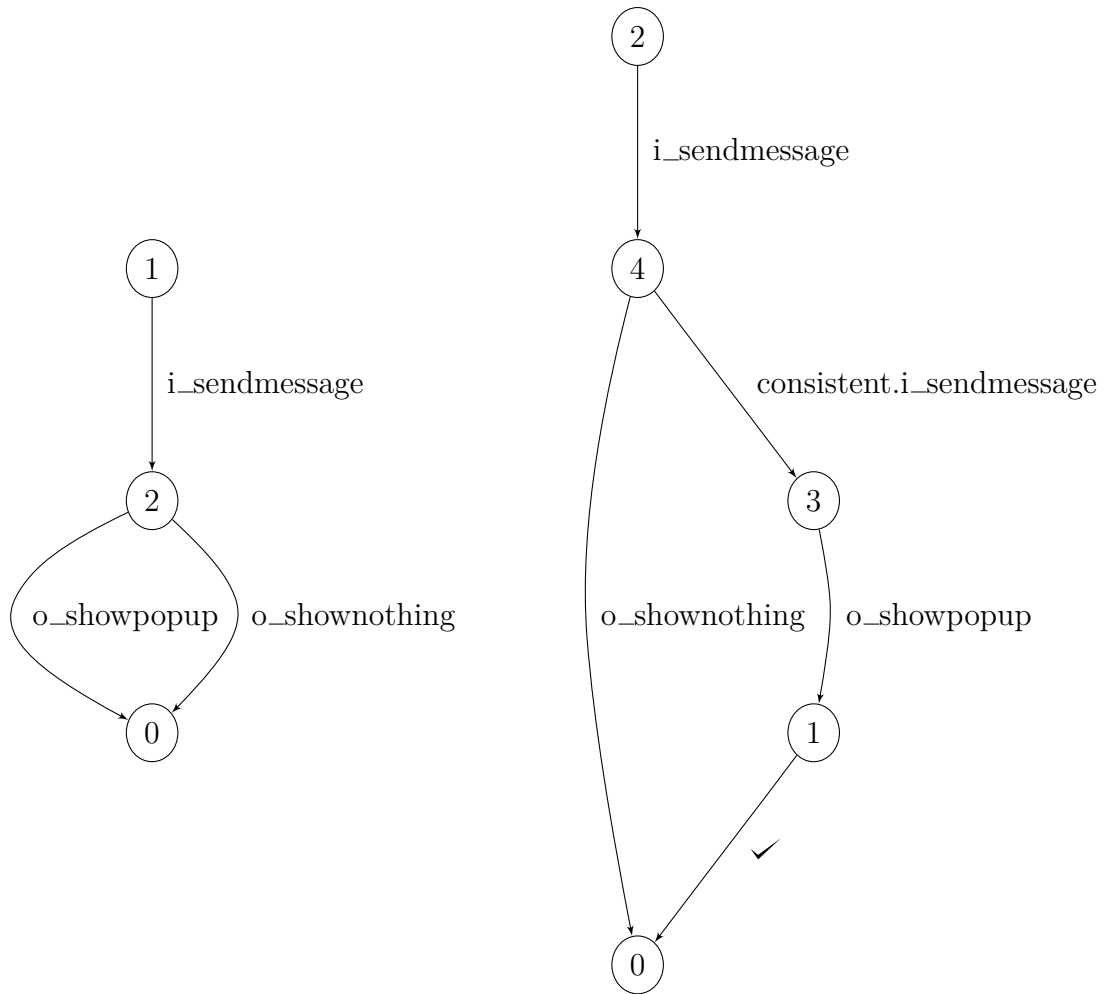 1
i_sendmessage
2
o_showpopup
o_shownothing
0
2
i_sendmessage
4
consistent.i_sendmessage
3
o_shownothing
o_showpopup
1
✓
0